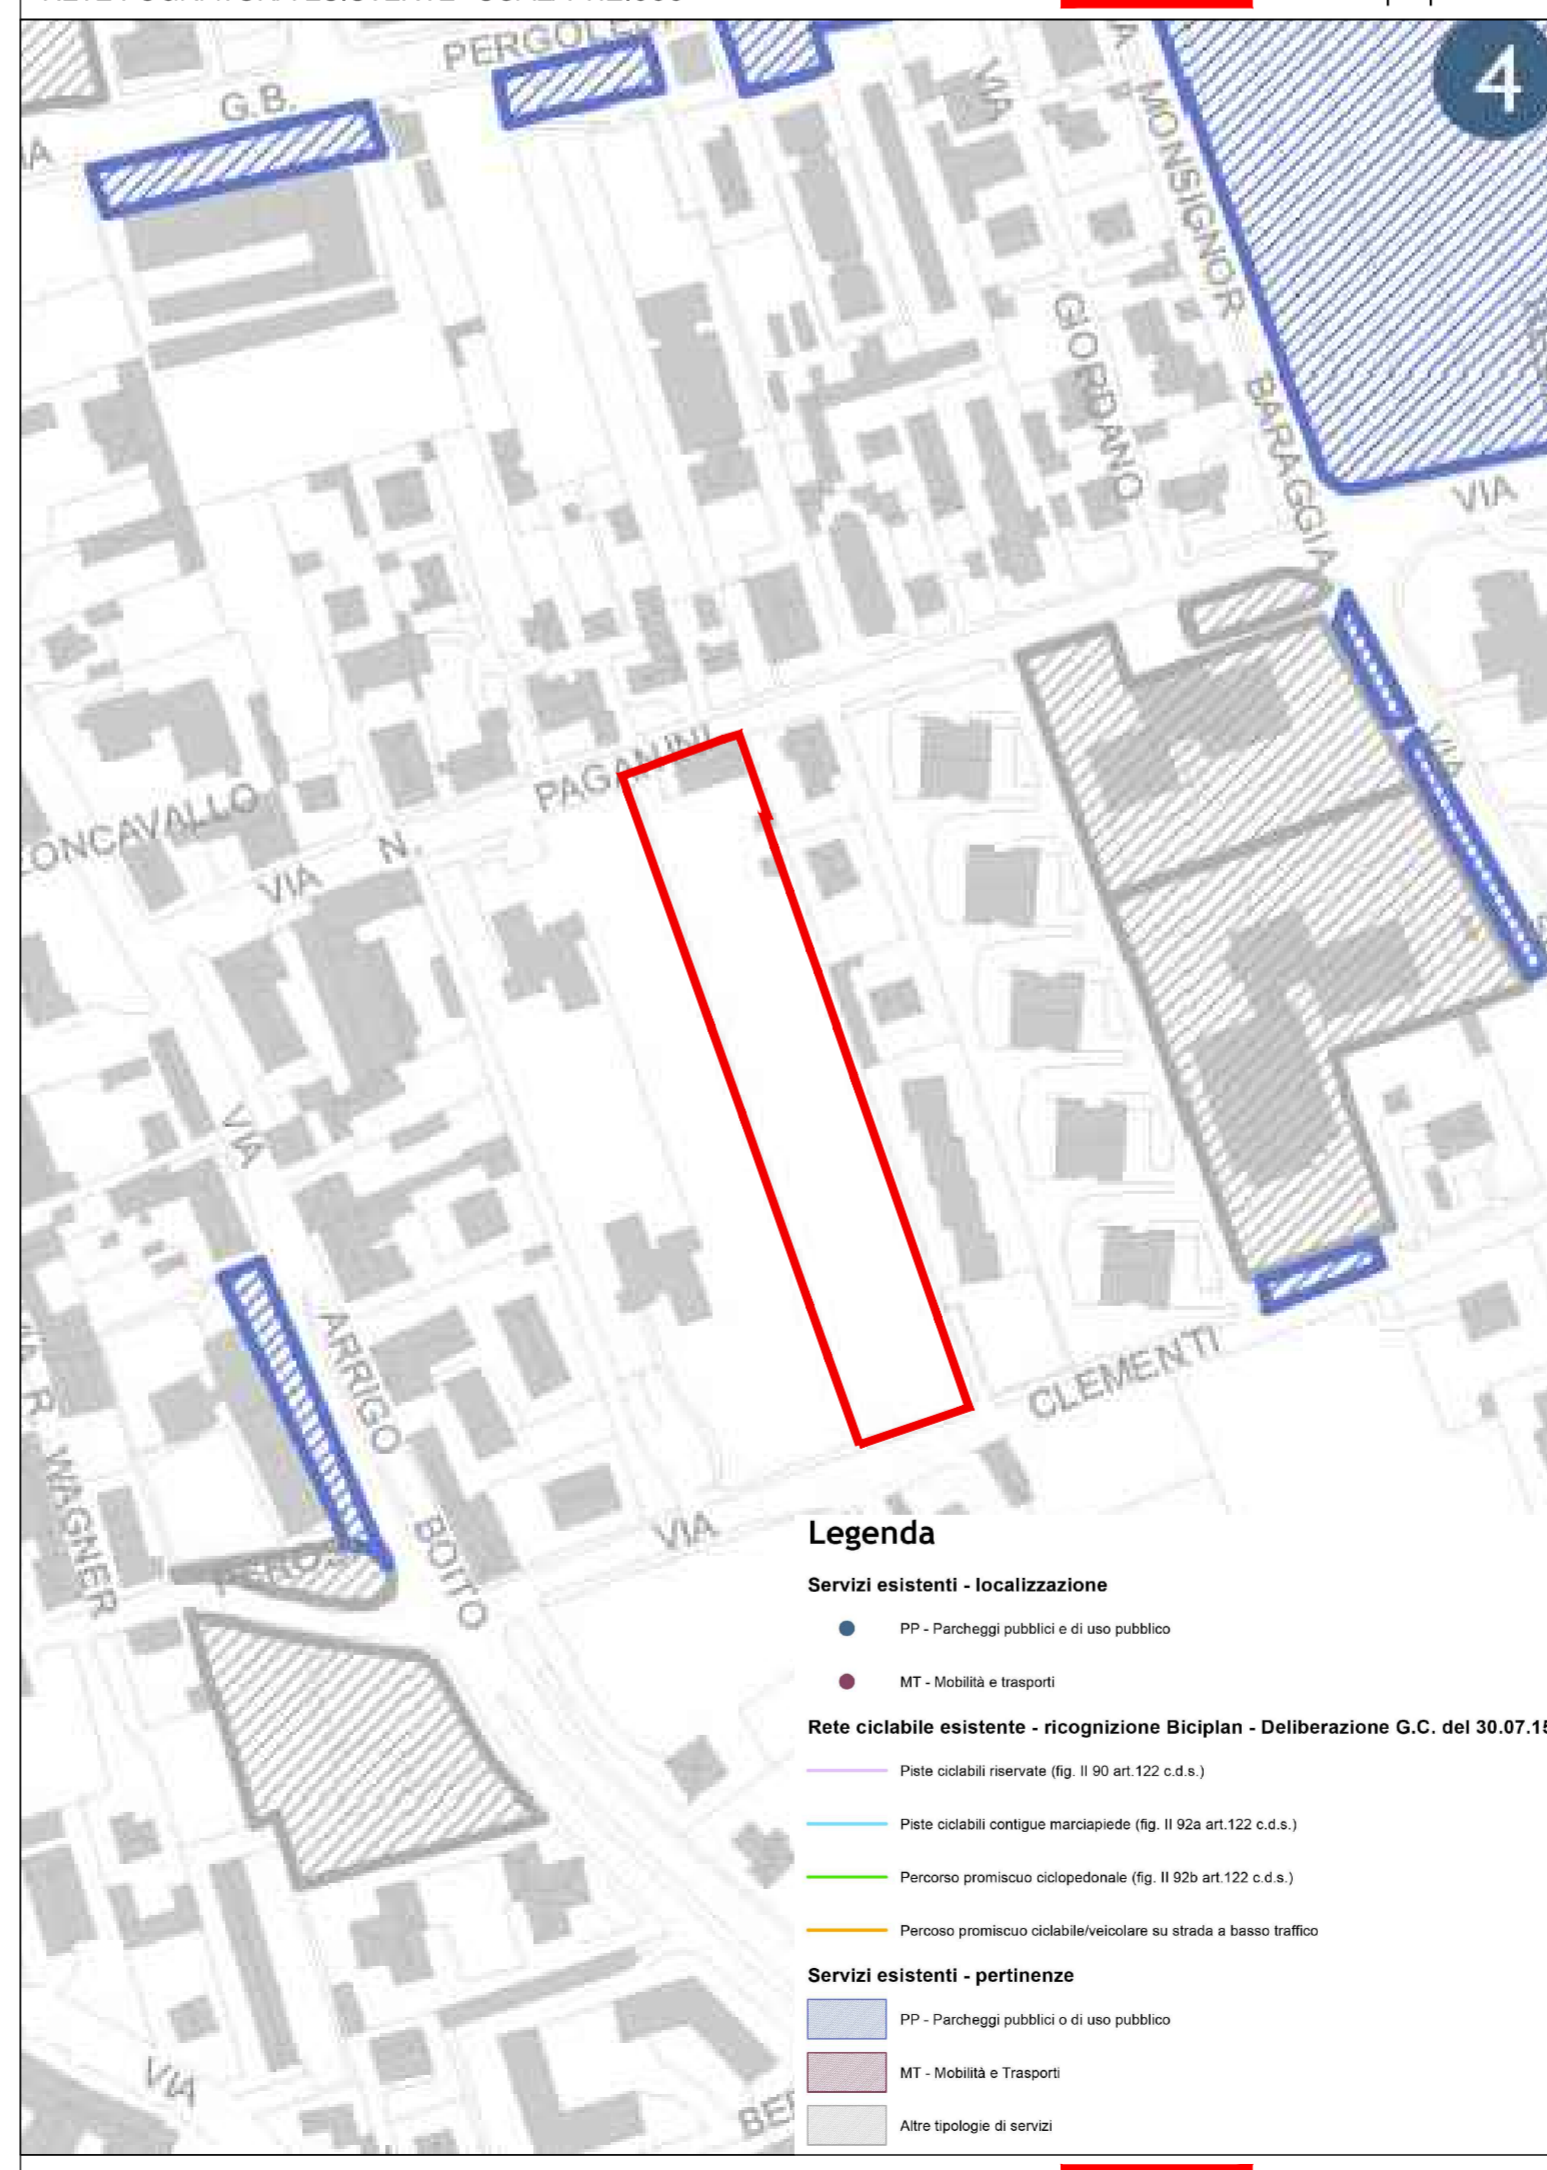 PERGOLESI
4
G.B.
VIA
MONSIGNOR
BARAGGIA
GIORDANO
VIA
PAGANINI
VIA
LEONCAVALLO
N.
VIA
VIA
ARRIGO
BOITO
VIA R. WAGNER
CLEMENTI
VIA
VIA
Legenda
Servizi esistenti - localizzazione
PP - Parcheggi pubblici e di uso pubblico
MT - Mobilità e trasporti
Rete ciclabile esistente - ricognizione Biciplan - Deliberazione G.C. del 30.07.15
Piste ciclabili riservate (fig. II 90 art.122 c.d.s.)
Piste ciclabili contigue marciapiede (fig. II 92a art.122 c.d.s.)
Percorso promiscuo ciclopedonale (fig. II 92b art.122 c.d.s.)
Percoso promiscuo ciclabile/veicolare su strada a basso traffico
Servizi esistenti - pertinenze
PP - Parcheggi pubblici o di uso pubblico
MT - Mobilità e Trasporti
Altre tipologie di servizi